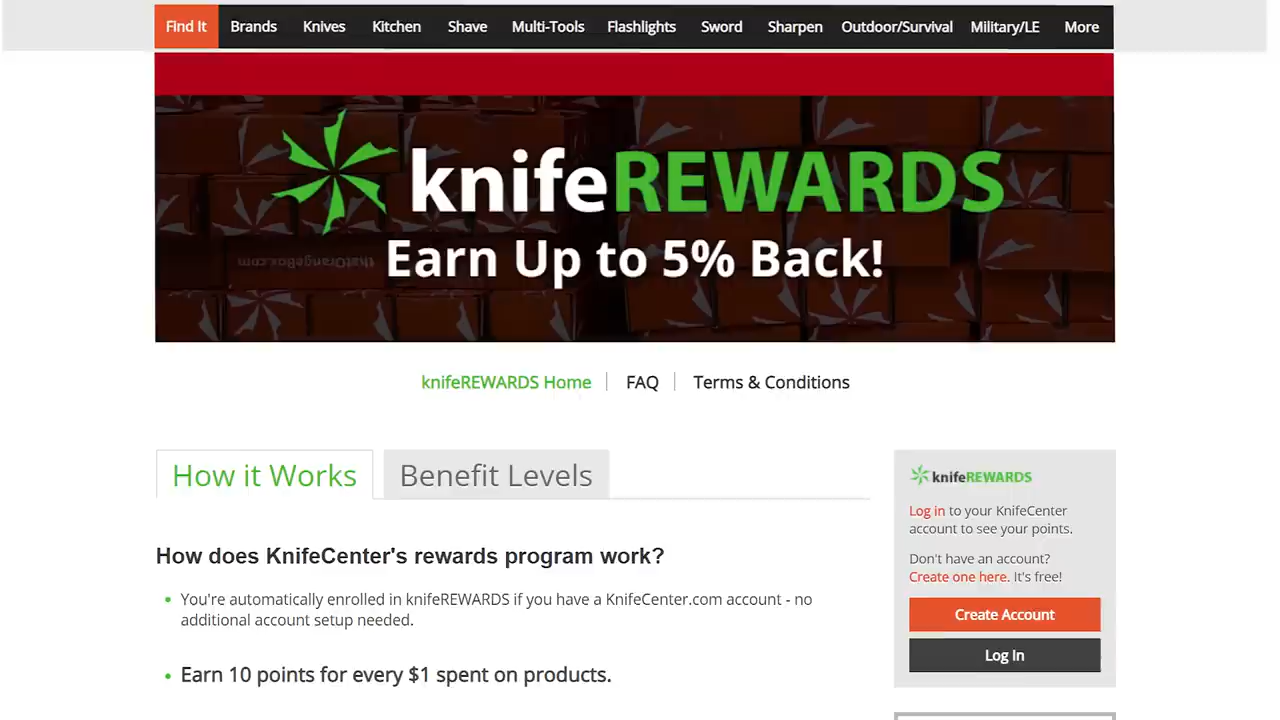 Find It Brands Knives Kitchen Shave Multi-Tools Flashlights Sword Sharpen Outdoor/Survival Military/LE More
knifeREWARDS
Earn Up to 5% Back!
thatOrangeBox.com
knifeREWARDS Home FAQ Terms & Conditions
How it Works Benefit Levels
How does KnifeCenter's rewards program work?
• You're automatically enrolled in knifeREWARDS if you have a KnifeCenter.com account - no
additional account setup needed.
• Earn 10 points for every $1 spent on products.
knifeREWARDS
Log in to your KnifeCenter
account to see your points.
Don't have an account?
Create one here. It's free!
Create Account
Log In